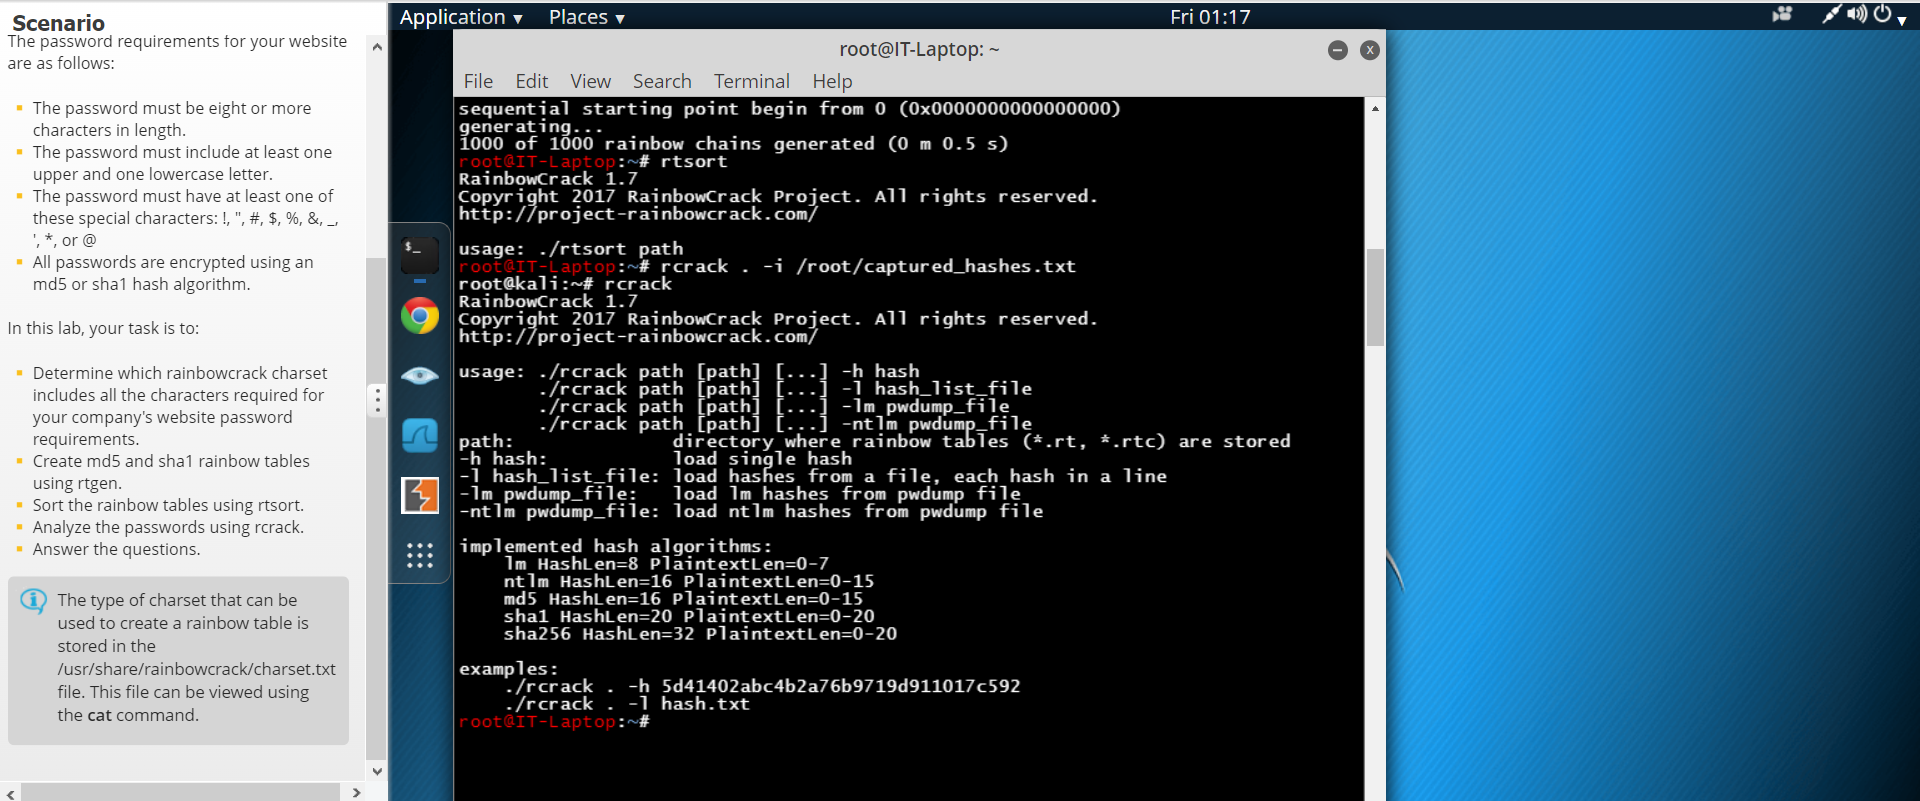 Scenario
The password requirements for your website
are as follows:
The password must be eight or more
characters in length.
The password must include at least one
upper and one lowercase letter.
The password must have at least one of
these special characters: !, ", #, $, %, &, _,
', *, or @
All passwords are encrypted using an
md5 or sha1 hash algorithm.
In this lab, your task is to:
Determine which rainbowcrack charset
includes all the characters required for
your company's website password
requirements.
Create md5 and sha1 rainbow tables
using rtgen.
Sort the rainbow tables using rtsort.
Analyze the passwords using rcrack.
Answer the questions.
The type of charset that can be
used to create a rainbow table is
stored in the
/usr/share/rainbowcrack/charset.txt
file. This file can be viewed using
the cat command.
Application ▾ Places ▾ Fri 01:17
root@IT-Laptop: ~
File Edit View Search Terminal Help
sequential starting point begin from 0 (0x0000000000000000)
generating...
1000 of 1000 rainbow chains generated (0 m 0.5 s)
root@IT-Laptop:~# rtsort
RainbowCrack 1.7
Copyright 2017 RainbowCrack Project. All rights reserved.
http://project-rainbowcrack.com/
usage: ./rtsort path
root@IT-Laptop:~# rcrack . -i /root/captured_hashes.txt
root@kali:~# rcrack
RainbowCrack 1.7
Copyright 2017 RainbowCrack Project. All rights reserved.
http://project-rainbowcrack.com/
usage: ./rcrack path [path] [...] -h hash
./rcrack path [path] [...] -l hash_list_file
./rcrack path [path] [...] -lm pwdump_file
./rcrack path [path] [...] -ntlm pwdump_file
path: directory where rainbow tables (*.rt, *.rtc) are stored
-h hash: load single hash
-l hash_list_file: load hashes from a file, each hash in a line
-lm pwdump_file: load lm hashes from pwdump file
-ntlm pwdump_file: load ntlm hashes from pwdump file
implemented hash algorithms:
lm HashLen=8 PlaintextLen=0-7
ntlm HashLen=16 PlaintextLen=0-15
md5 HashLen=16 PlaintextLen=0-15
sha1 HashLen=20 PlaintextLen=0-20
sha256 HashLen=32 PlaintextLen=0-20
examples:
./rcrack . -h 5d41402abc4b2a76b9719d911017c592
./rcrack . -l hash.txt
root@IT-Laptop:~#